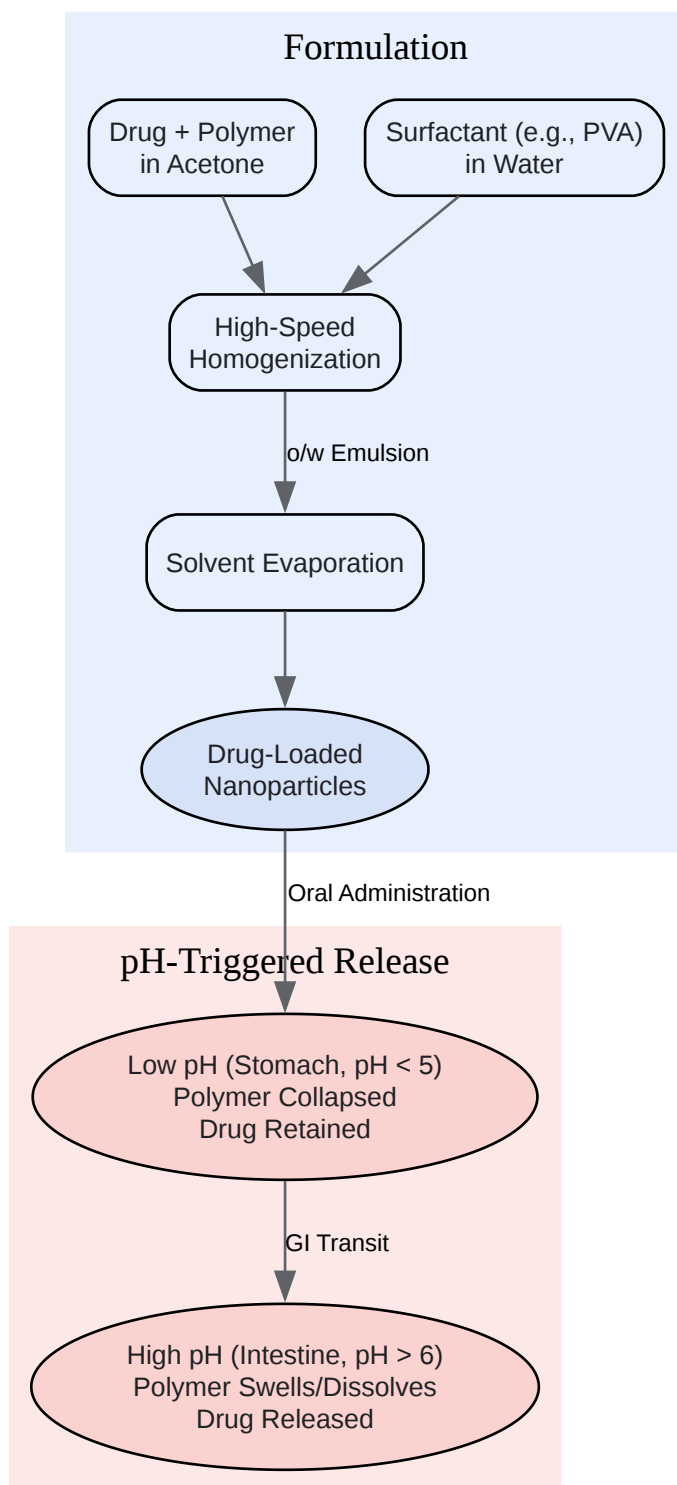 Formulation
Drug + Polymer
in Acetone
Surfactant (e.g., PVA)
in Water
High-Speed
Homogenization
o/w Emulsion
Solvent Evaporation
Drug-Loaded
Nanoparticles
Oral Administration
pH-Triggered Release
Low pH (Stomach, pH < 5)
Polymer Collapsed
Drug Retained
GI Transit
High pH (Intestine, pH > 6)
Polymer Swells/Dissolves
Drug Released